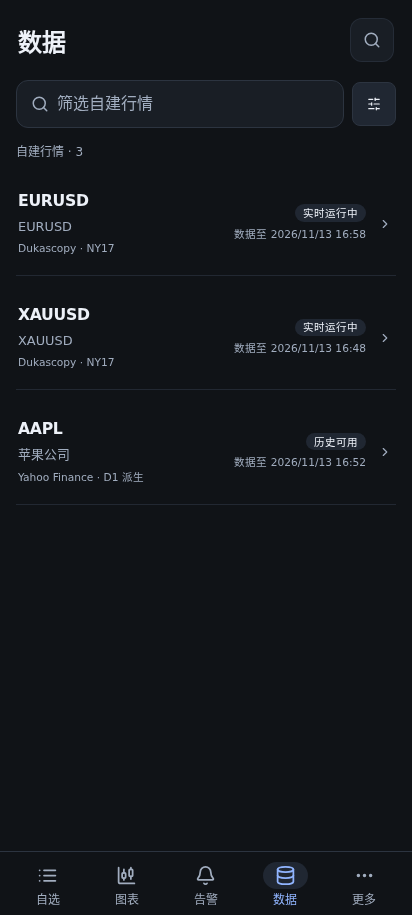 数据
筛选自建行情
自建行情 · 3
EURUSD
实时运行中
EURUSD
数据至 2026/11/13 16:58
Dukascopy · NY17
XAUUSD
实时运行中
XAUUSD
数据至 2026/11/13 16:48
Dukascopy · NY17
AAPL
历史可用
苹果公司
数据至 2026/11/13 16:52
Yahoo Finance · D1 派生
自选 图表 告警 数据 更多